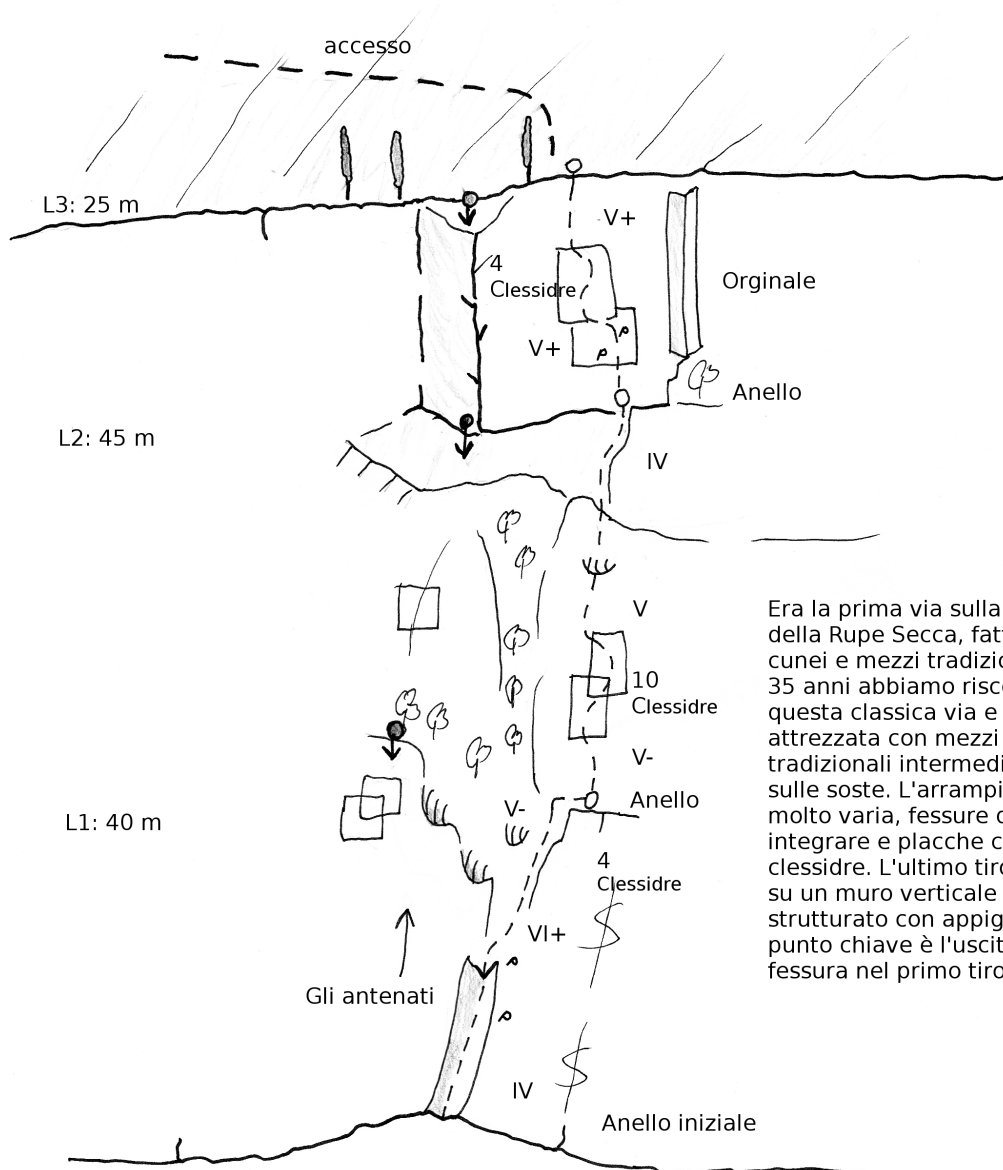 accesso
L3: 25 m
V+
4
Clessidre
Orginale
V+
Anello
L2: 45 m
IV
V
10
Clessidre
V-
Anello
V-
L1: 40 m
4
Clessidre
VI+
Gli antenati
IV
Anello iniziale
Era la prima via sulla
della Rupe Secca, fat
cunei e mezzi tradizio
35 anni abbiamo risc
questa classica via e
attrezzata con mezzi
tradizionali intermedi
sulle soste. L'arrampi
molto varia, fessure
integrare e placche c
clessidre. L'ultimo tiro
su un muro verticale
strutturato con appig
punto chiave è l'uscit
fessura nel primo tiro